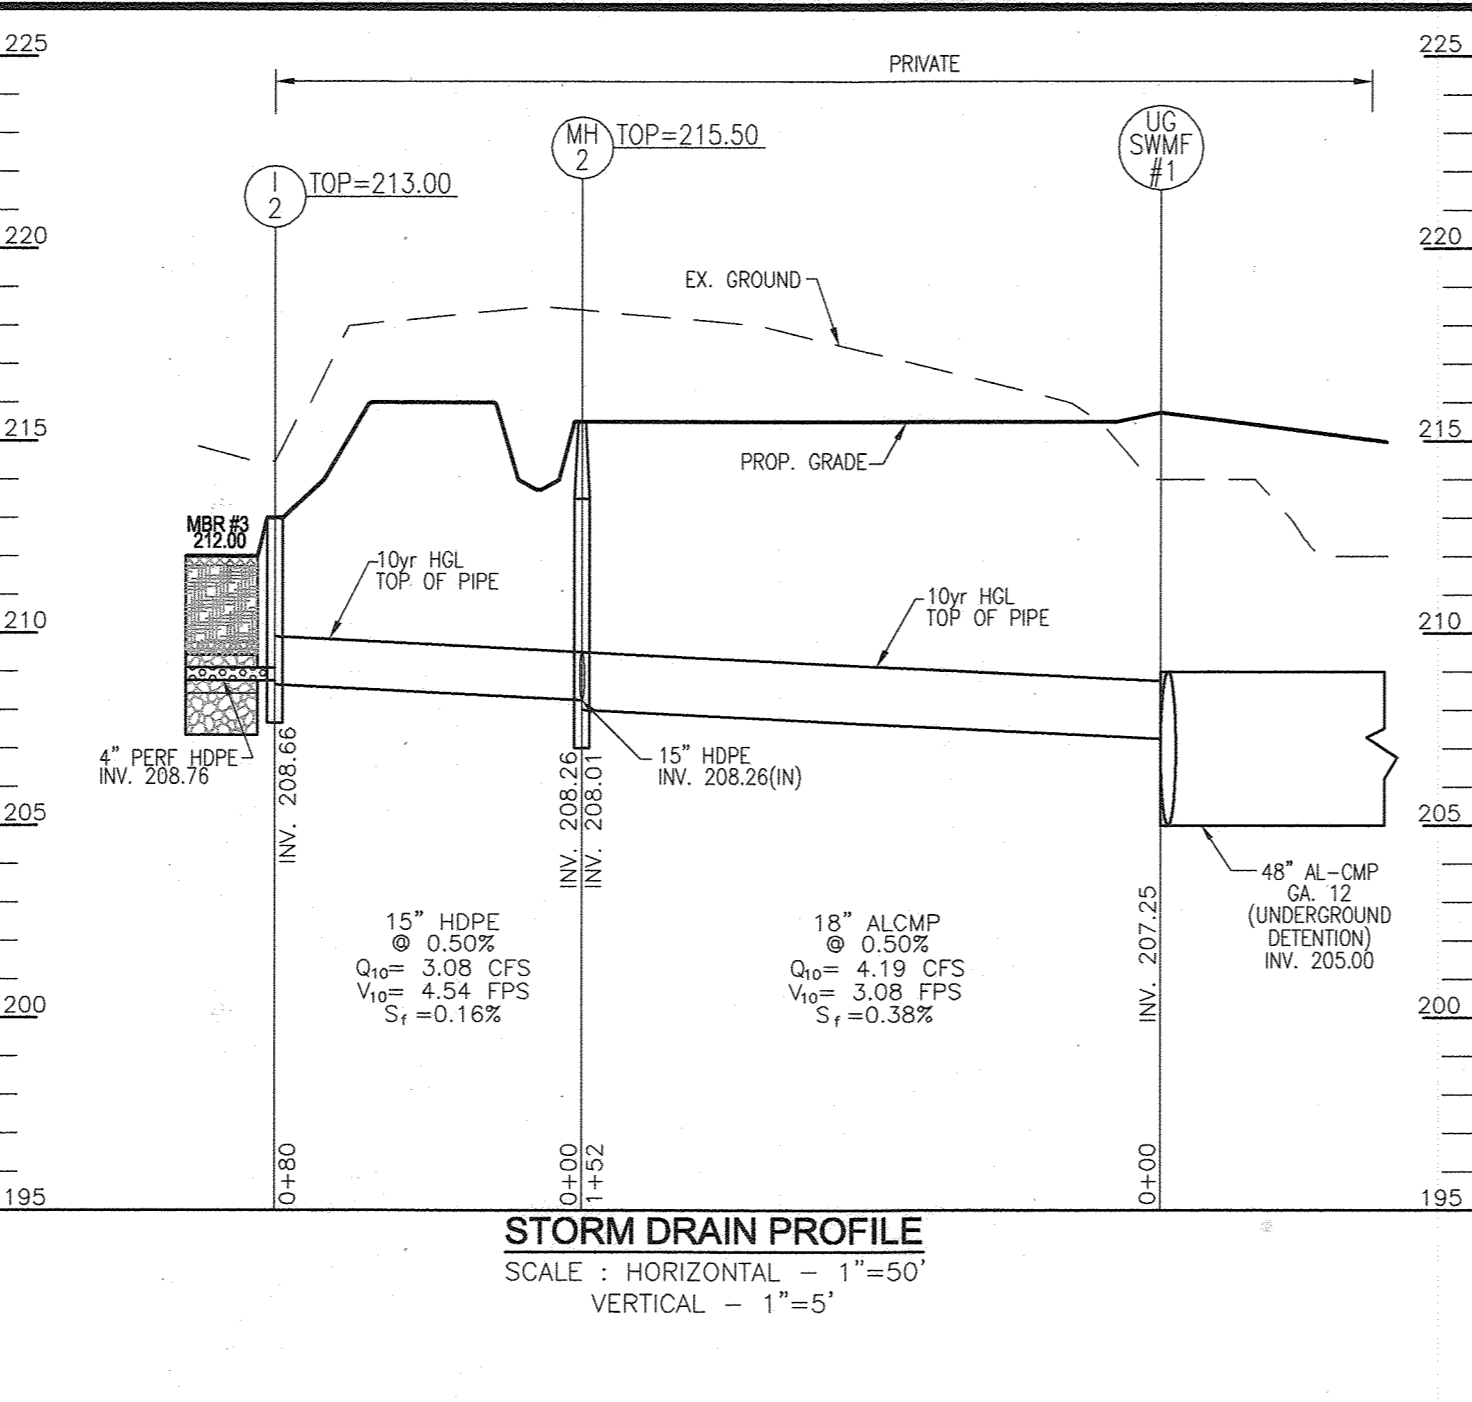 225
225
PRIVATE
I
2
TOP=213.00
MH
2
TOP=215.50
UG
SWMF
#1
220
220
EX. GROUND
215
215
PROP. GRADE
MBR #3
212.00
10yr HGL
TOP OF PIPE
10yr HGL
TOP OF PIPE
210
210
4" PERF HDPE
INV. 208.76
INV. 208.66
INV. 208.26
INV. 208.01
15" HDPE
INV. 208.26(IN)
205
205
48" AL-CMP
GA. 12
(UNDERGROUND
DETENTION)
INV. 205.00
INV. 207.25
15" HDPE
@ 0.50%
Q₁₀= 3.08 CFS
V₁₀= 4.54 FPS
Sf =0.16%
18" ALCMP
@ 0.50%
Q₁₀= 4.19 CFS
V₁₀= 3.08 FPS
Sf =0.38%
200
200
0+80
0+00
1+52
0+00
195
195
STORM DRAIN PROFILE
SCALE : HORIZONTAL - 1"=50'
VERTICAL - 1"=5'